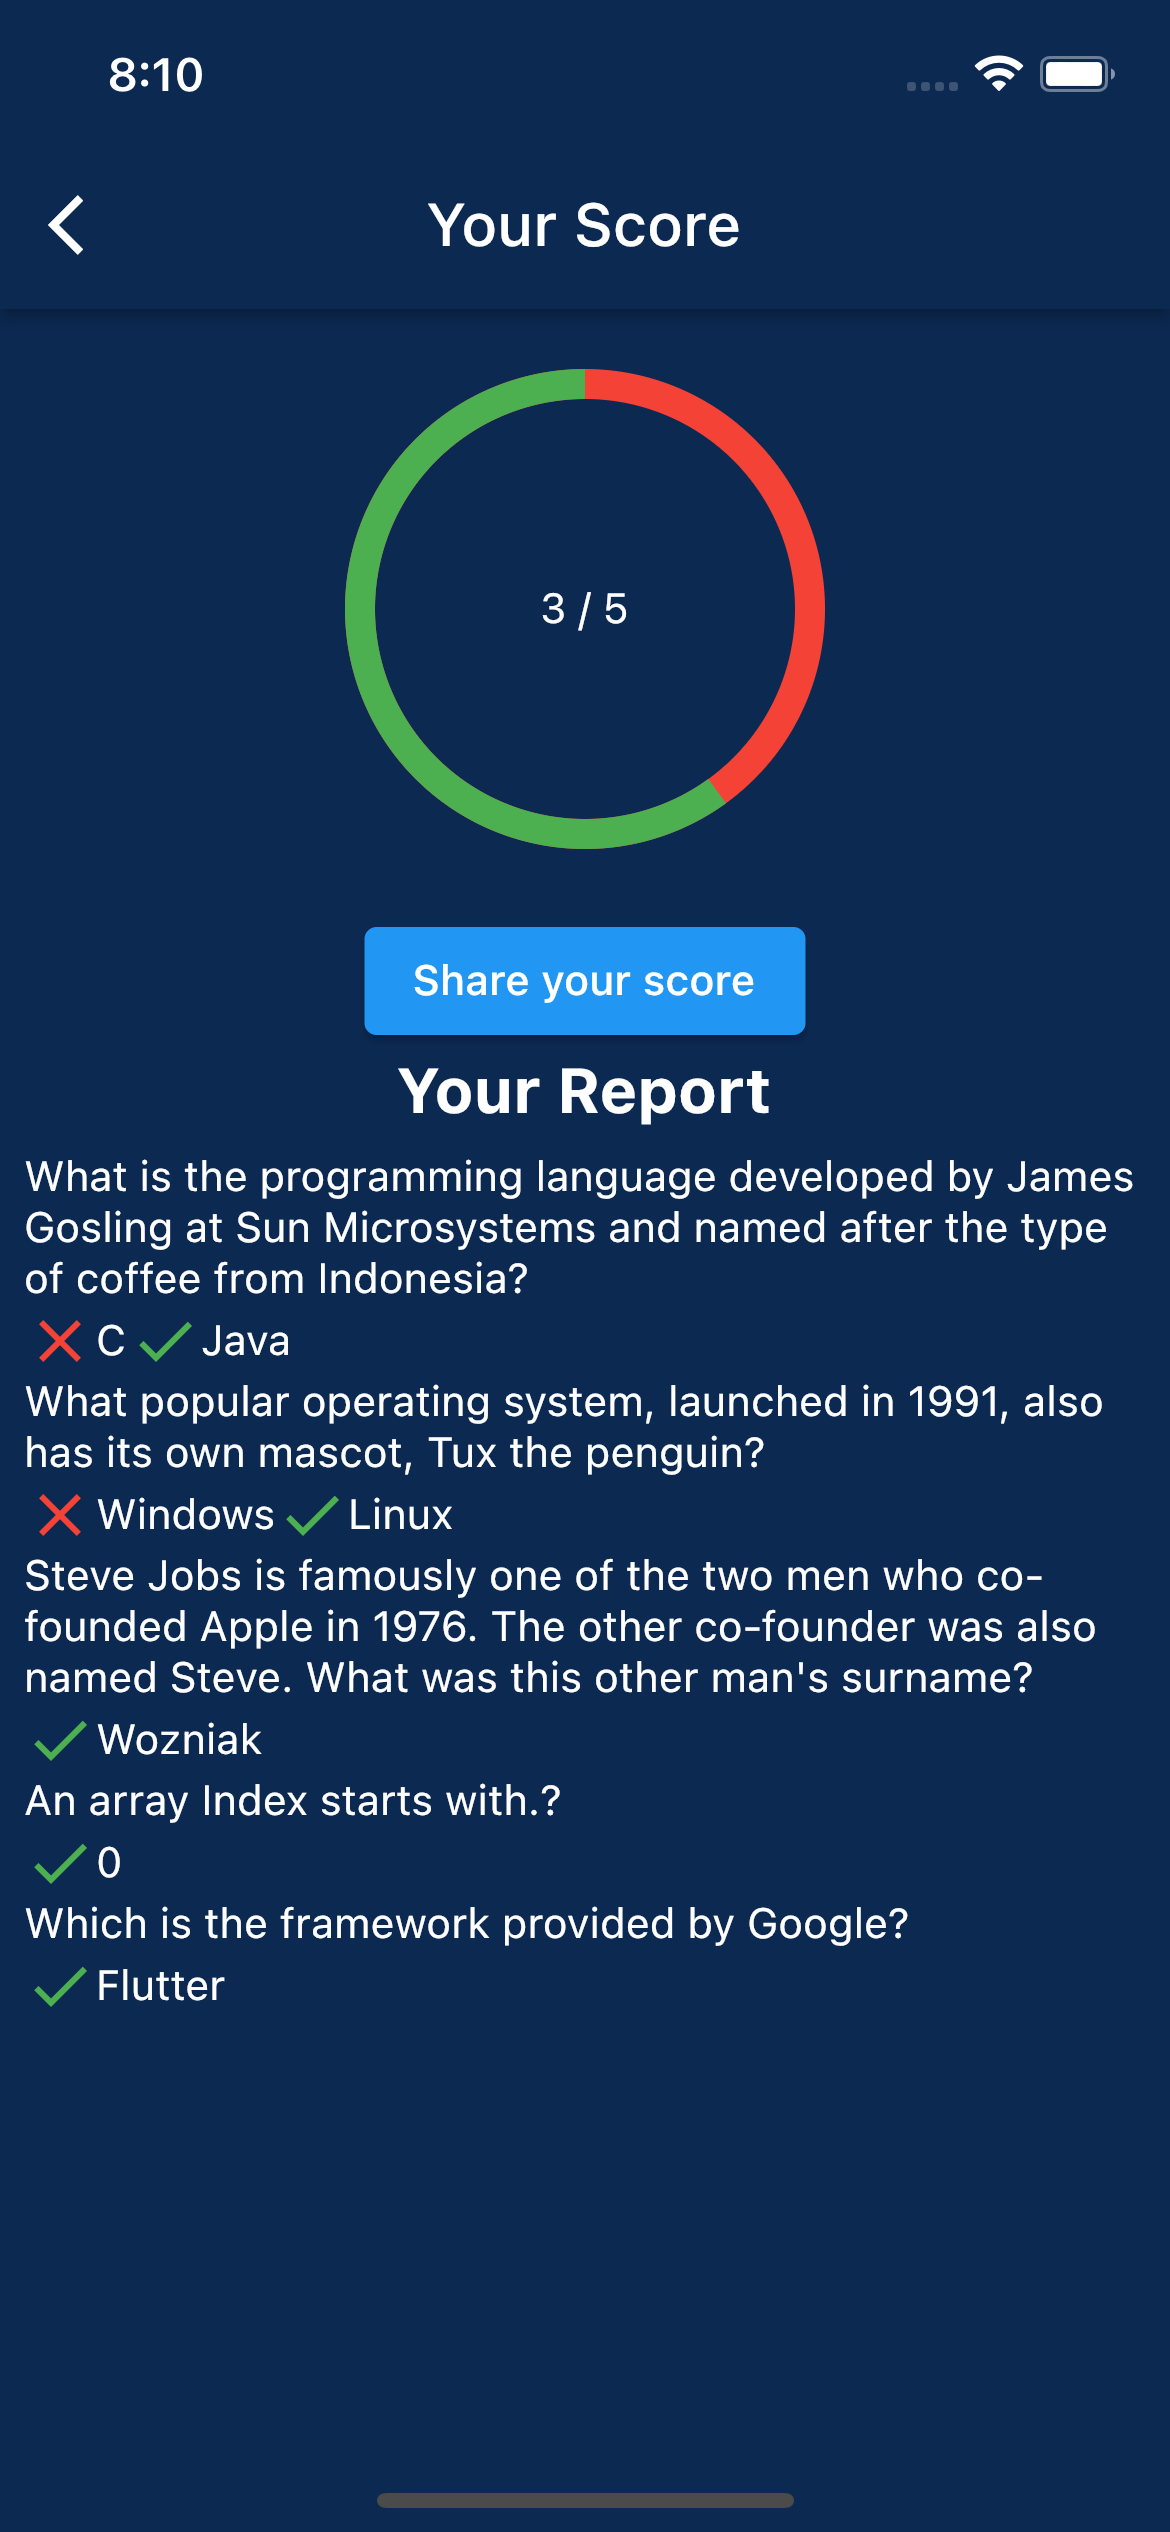 8:10
Your Score
3 / 5
Share your score
Your Report
What is the programming language developed by James
Gosling at Sun Microsystems and named after the type
of coffee from Indonesia?
C Java
What popular operating system, launched in 1991, also
has its own mascot, Tux the penguin?
Windows Linux
Steve Jobs is famously one of the two men who co-
founded Apple in 1976. The other co-founder was also
named Steve. What was this other man's surname?
Wozniak
An array Index starts with.?
0
Which is the framework provided by Google?
Flutter